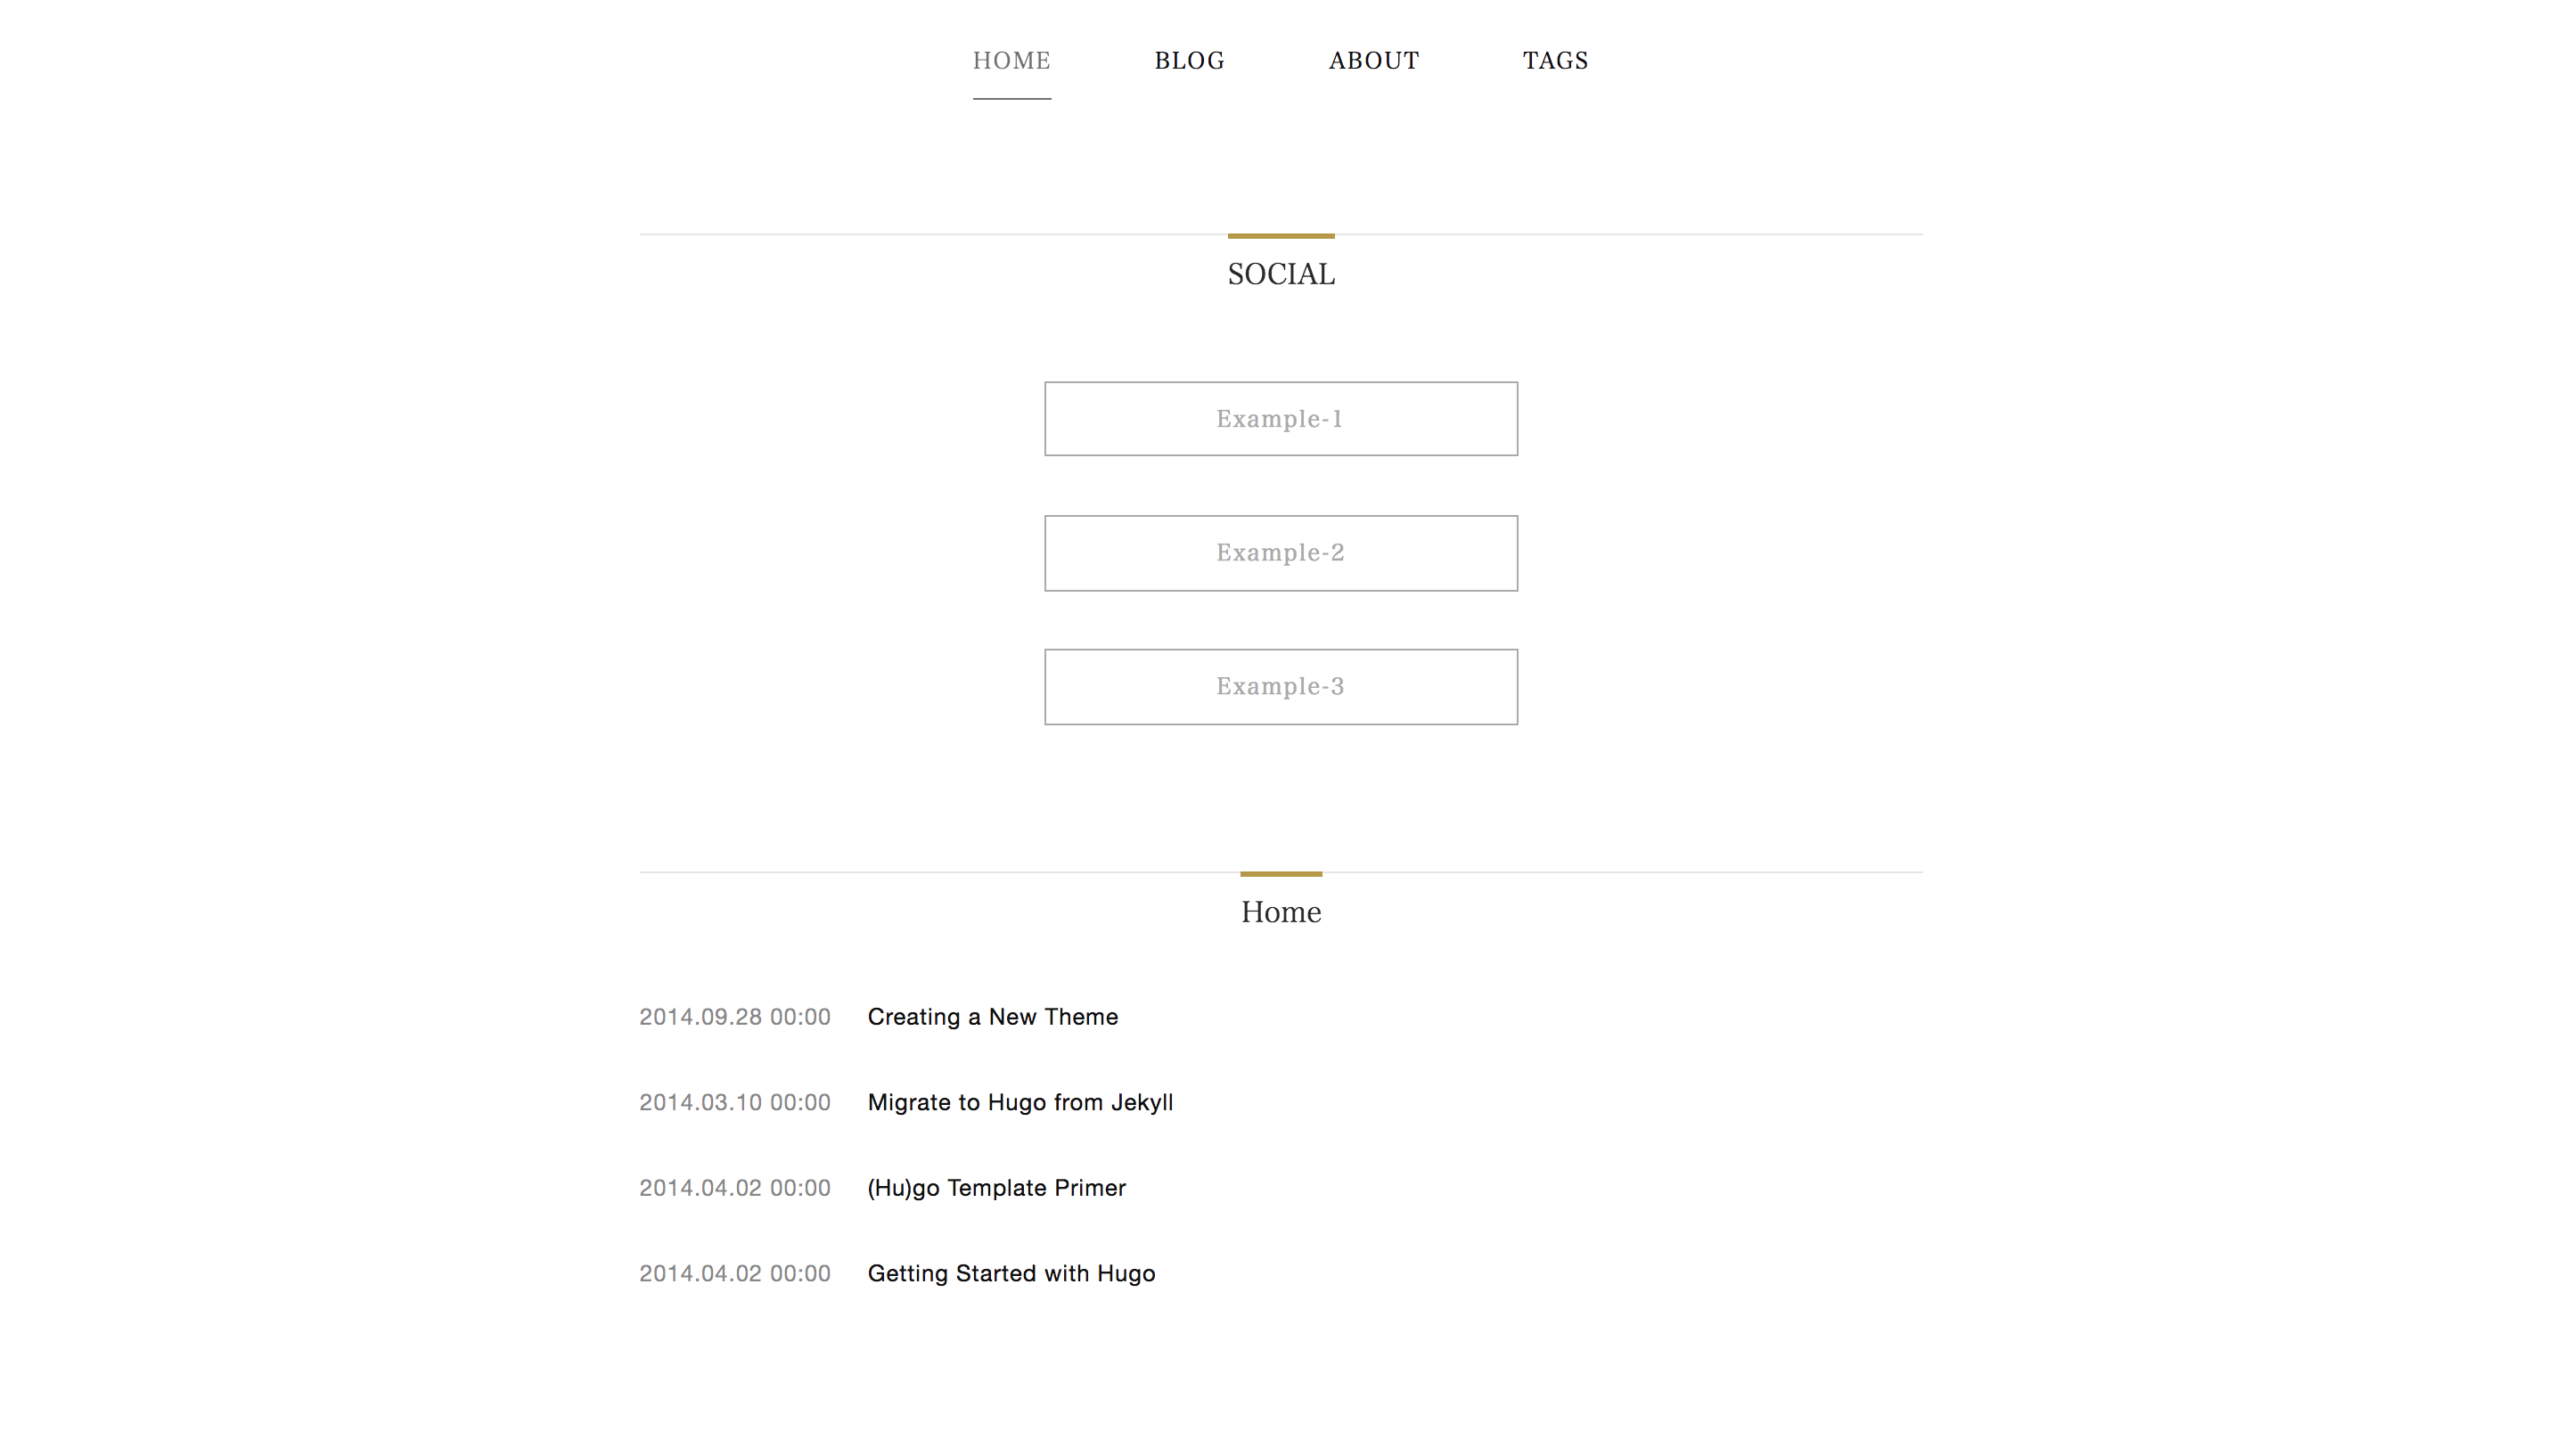 HOME BLOG ABOUT TAGS
SOCIAL
Example-1
Example-2
Example-3
Home
2014.09.28 00:00 Creating a New Theme
2014.03.10 00:00 Migrate to Hugo from Jekyll
2014.04.02 00:00 (Hu)go Template Primer
2014.04.02 00:00 Getting Started with Hugo